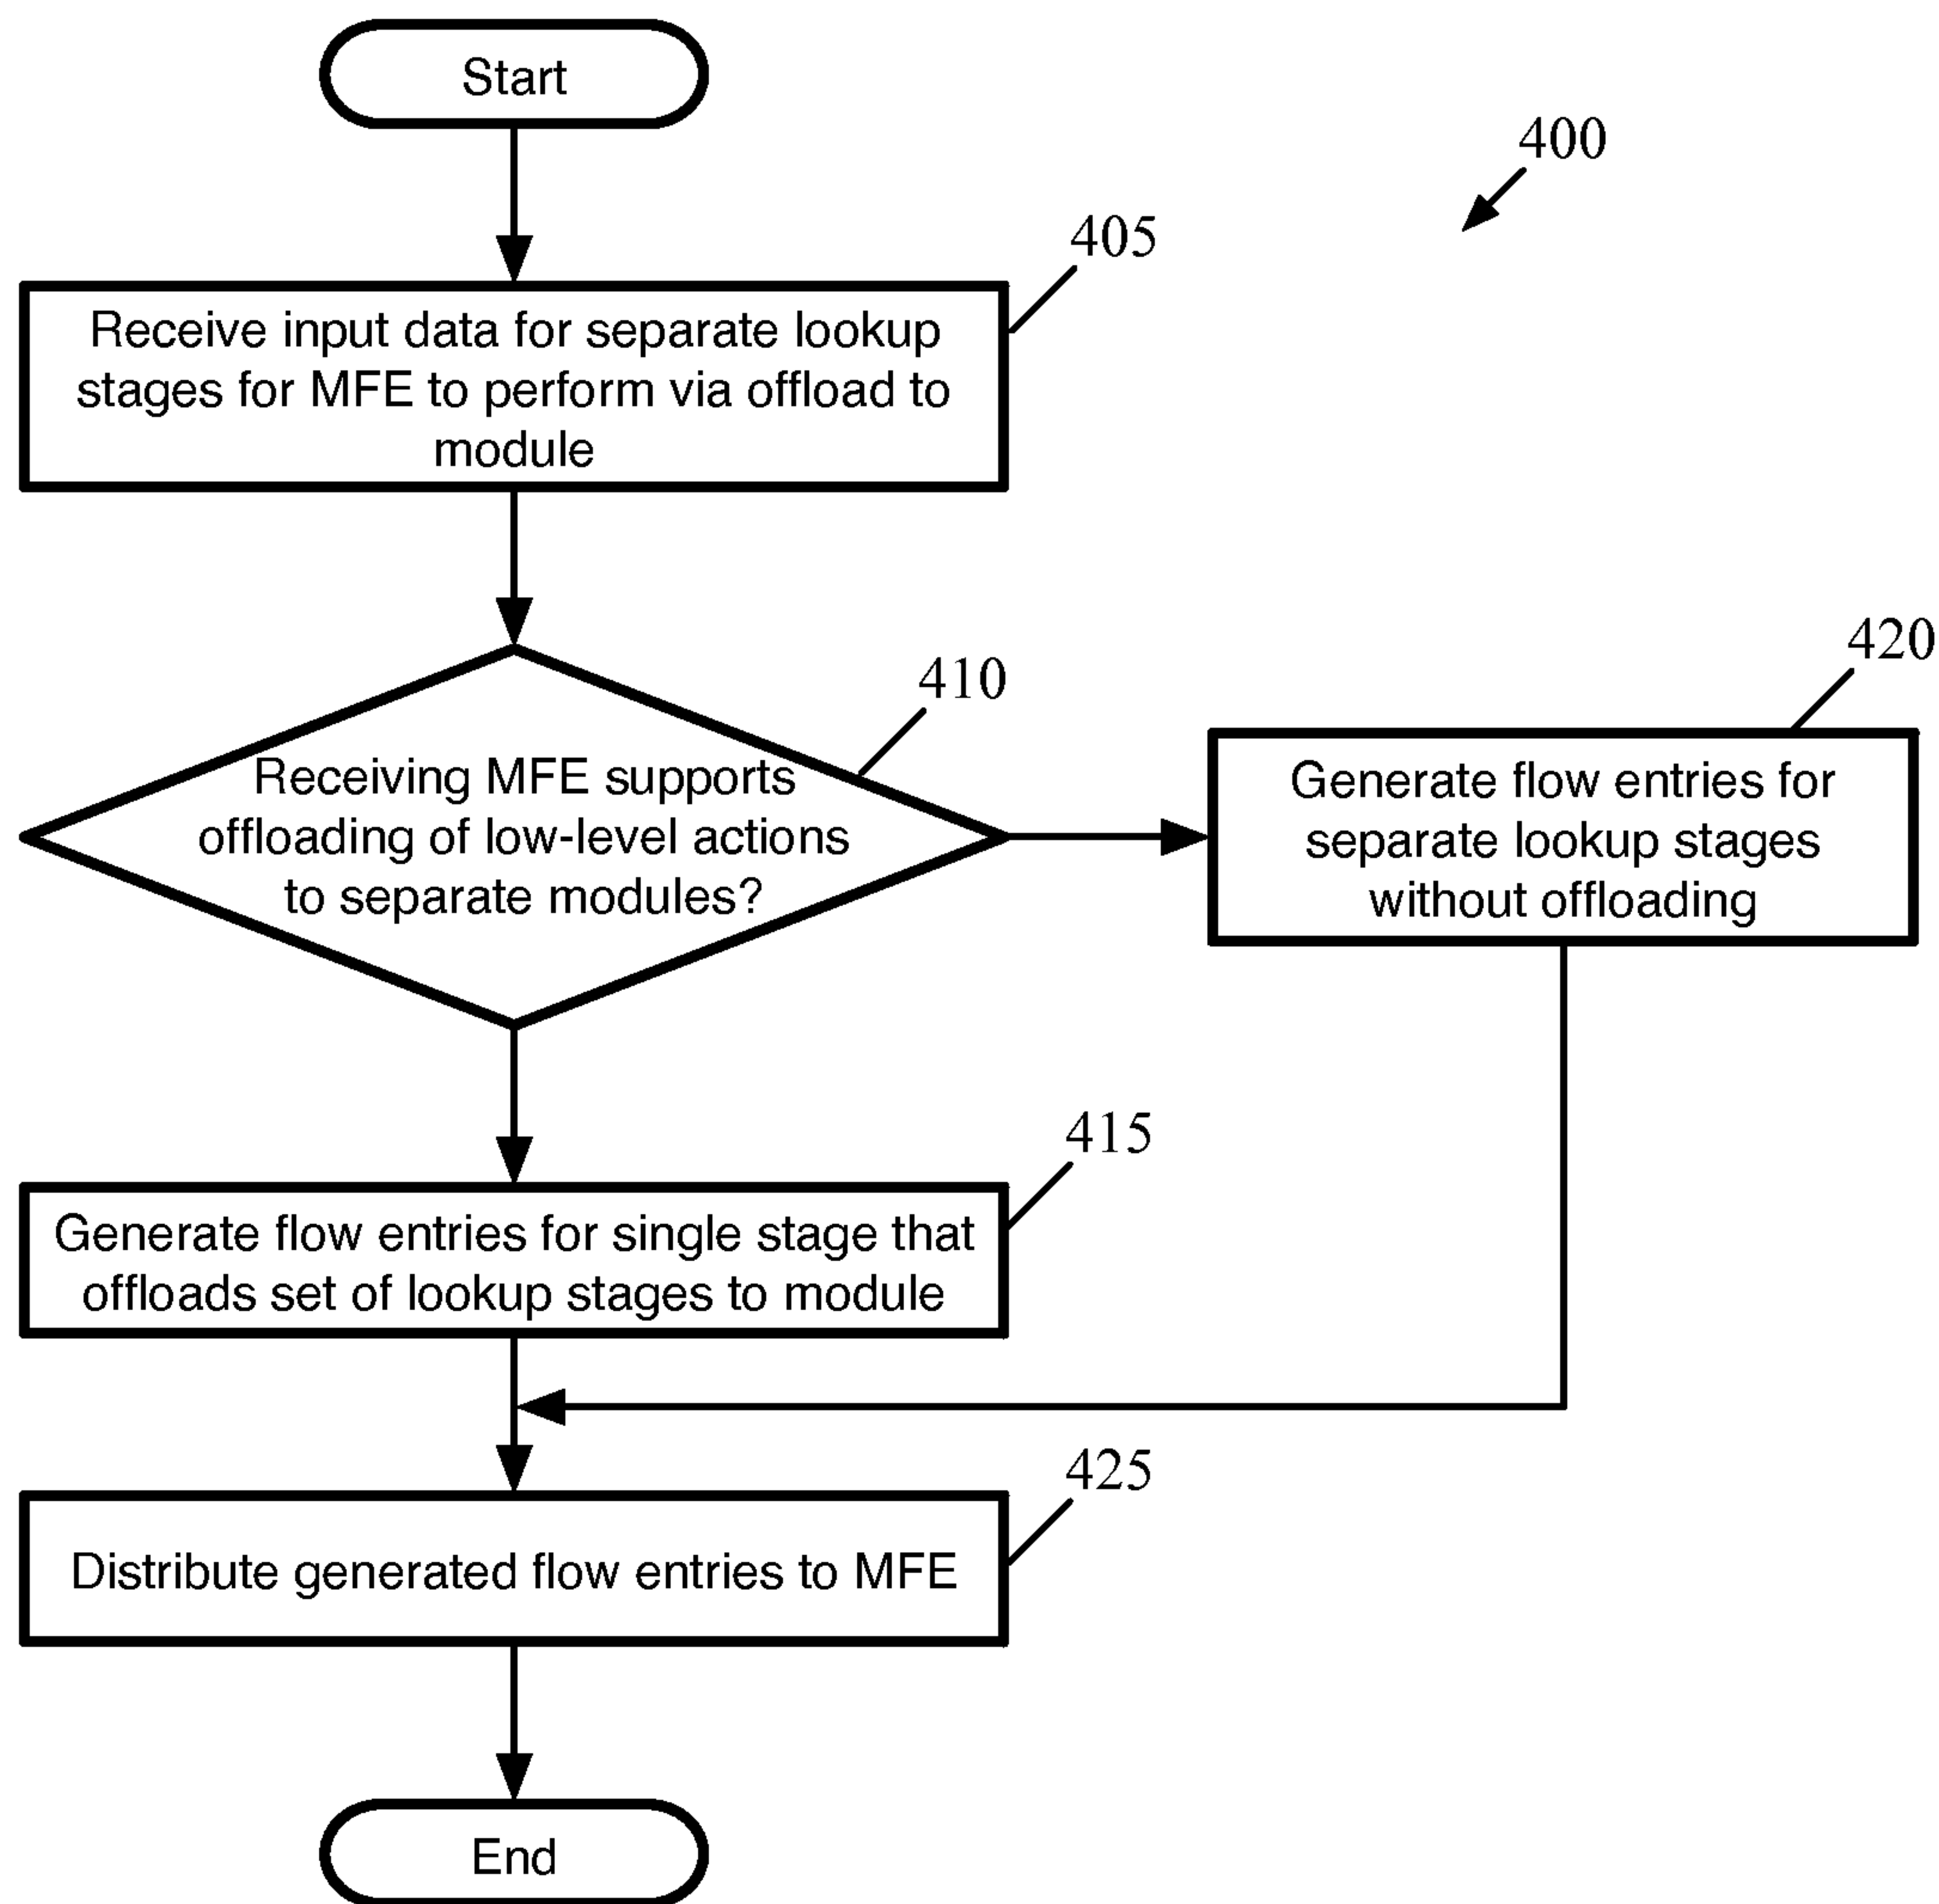 Start
400
405
Receive input data for separate lookup
stages for MFE to perform via offload to
module
410
Receiving MFE supports
offloading of low-level actions
to separate modules?
420
Generate flow entries for
separate lookup stages
without offloading
415
Generate flow entries for single stage that
offloads set of lookup stages to module
425
Distribute generated flow entries to MFE
End